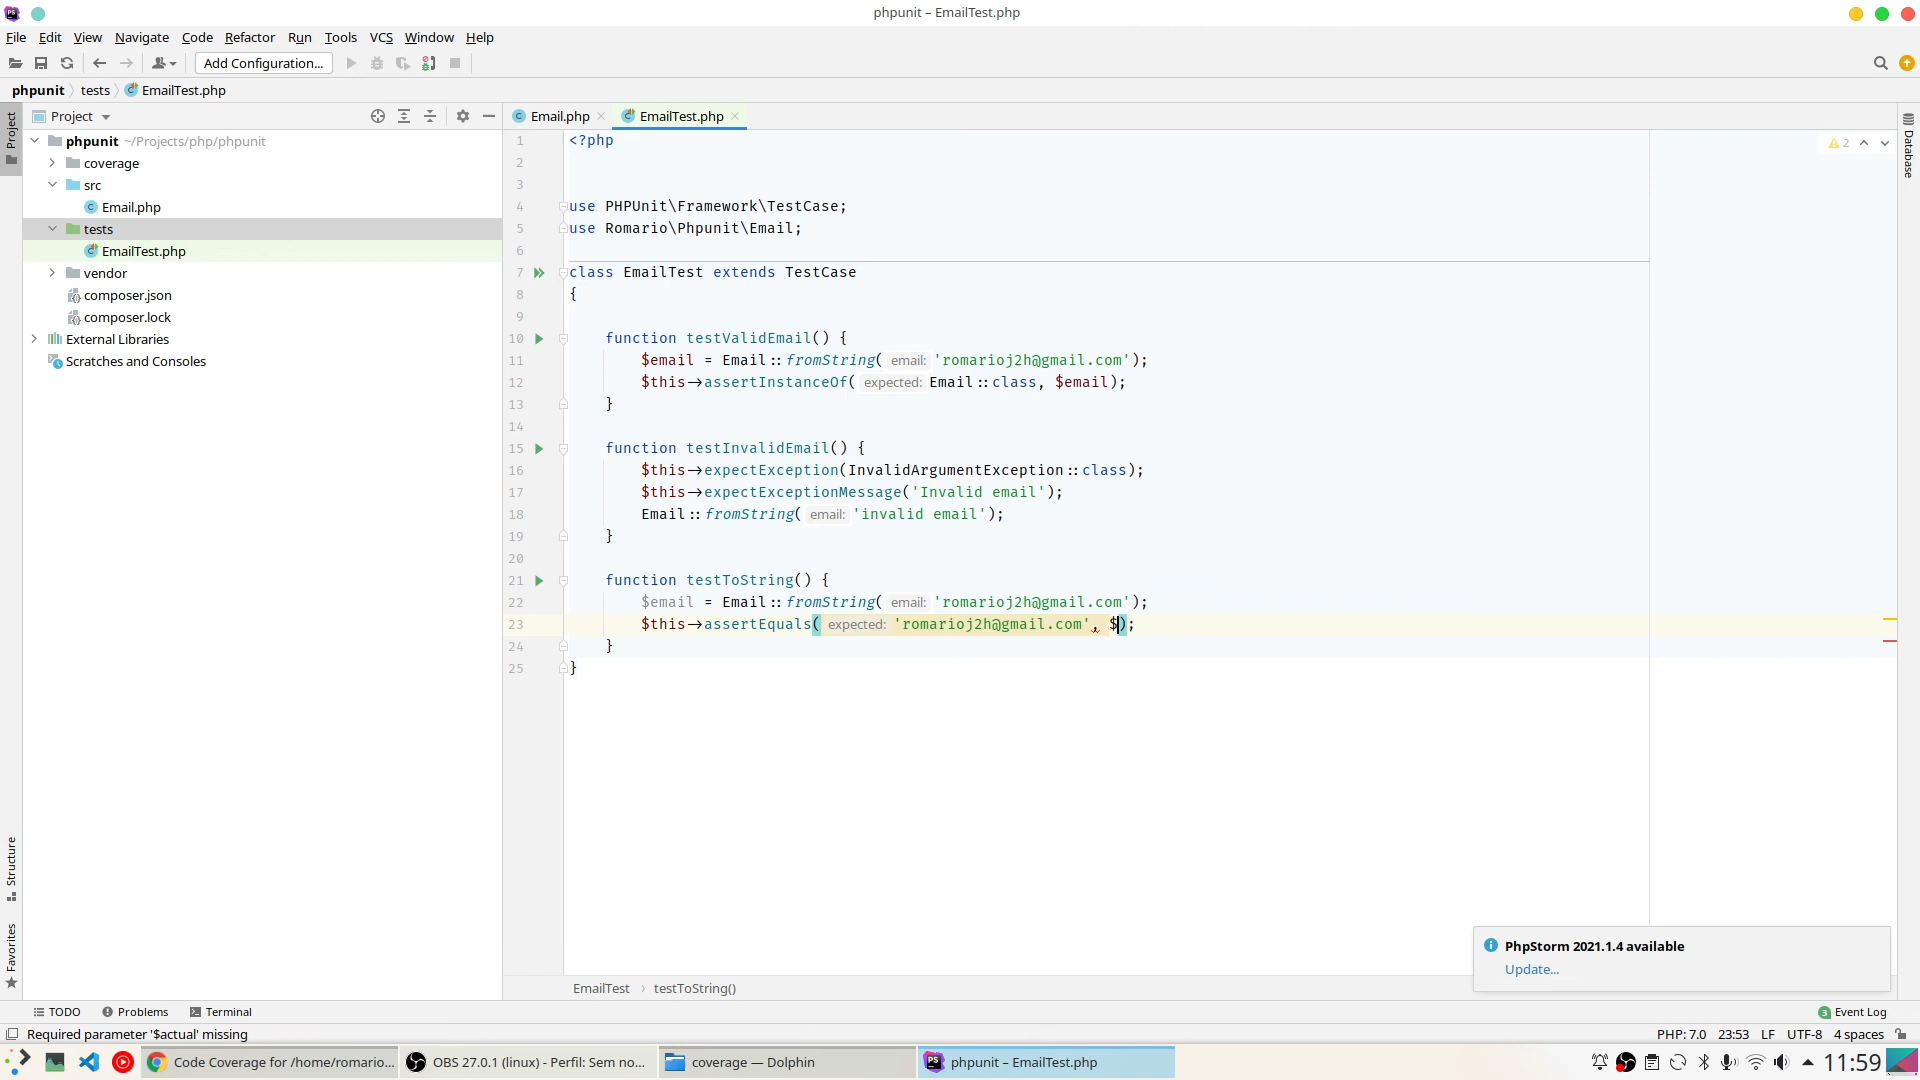 phpunit – EmailTest.php
File Edit View Navigate Code Refactor Run Tools VCS Window Help
Add Configuration...
phpunit tests EmailTest.php
Project
Project
phpunit ~/Projects/php/phpunit
coverage
src
Email.php
tests
EmailTest.php
vendor
composer.json
composer.lock
External Libraries
Scratches and Consoles
Structure
Favorites
Email.php EmailTest.php
2
Database
1 <?php
2
3
4 use PHPUnit\Framework\TestCase;
5 use Romario\Phpunit\Email;
6
7 class EmailTest extends TestCase
8 {
9
10 function testValidEmail() {
11 $email = Email::fromString( email: 'romarioj2h@gmail.com');
12 $this->assertInstanceOf( expected: Email::class, $email);
13 }
14
15 function testInvalidEmail() {
16 $this->expectException(InvalidArgumentException::class);
17 $this->expectExceptionMessage('Invalid email');
18 Email::fromString( email: 'invalid email');
19 }
20
21 function testToString() {
22 $email = Email::fromString( email: 'romarioj2h@gmail.com');
23 $this->assertEquals( expected: 'romarioj2h@gmail.com', $);
24 }
25 }
PhpStorm 2021.1.4 available
Update...
EmailTest › testToString()
TODO Problems Terminal
3 Event Log
Required parameter '$actual' missing
PHP: 7.0 23:53 LF UTF-8 4 spaces
Code Coverage for /home/romario... OBS 27.0.1 (linux) - Perfil: Sem no... coverage — Dolphin phpunit – EmailTest.php
11:59